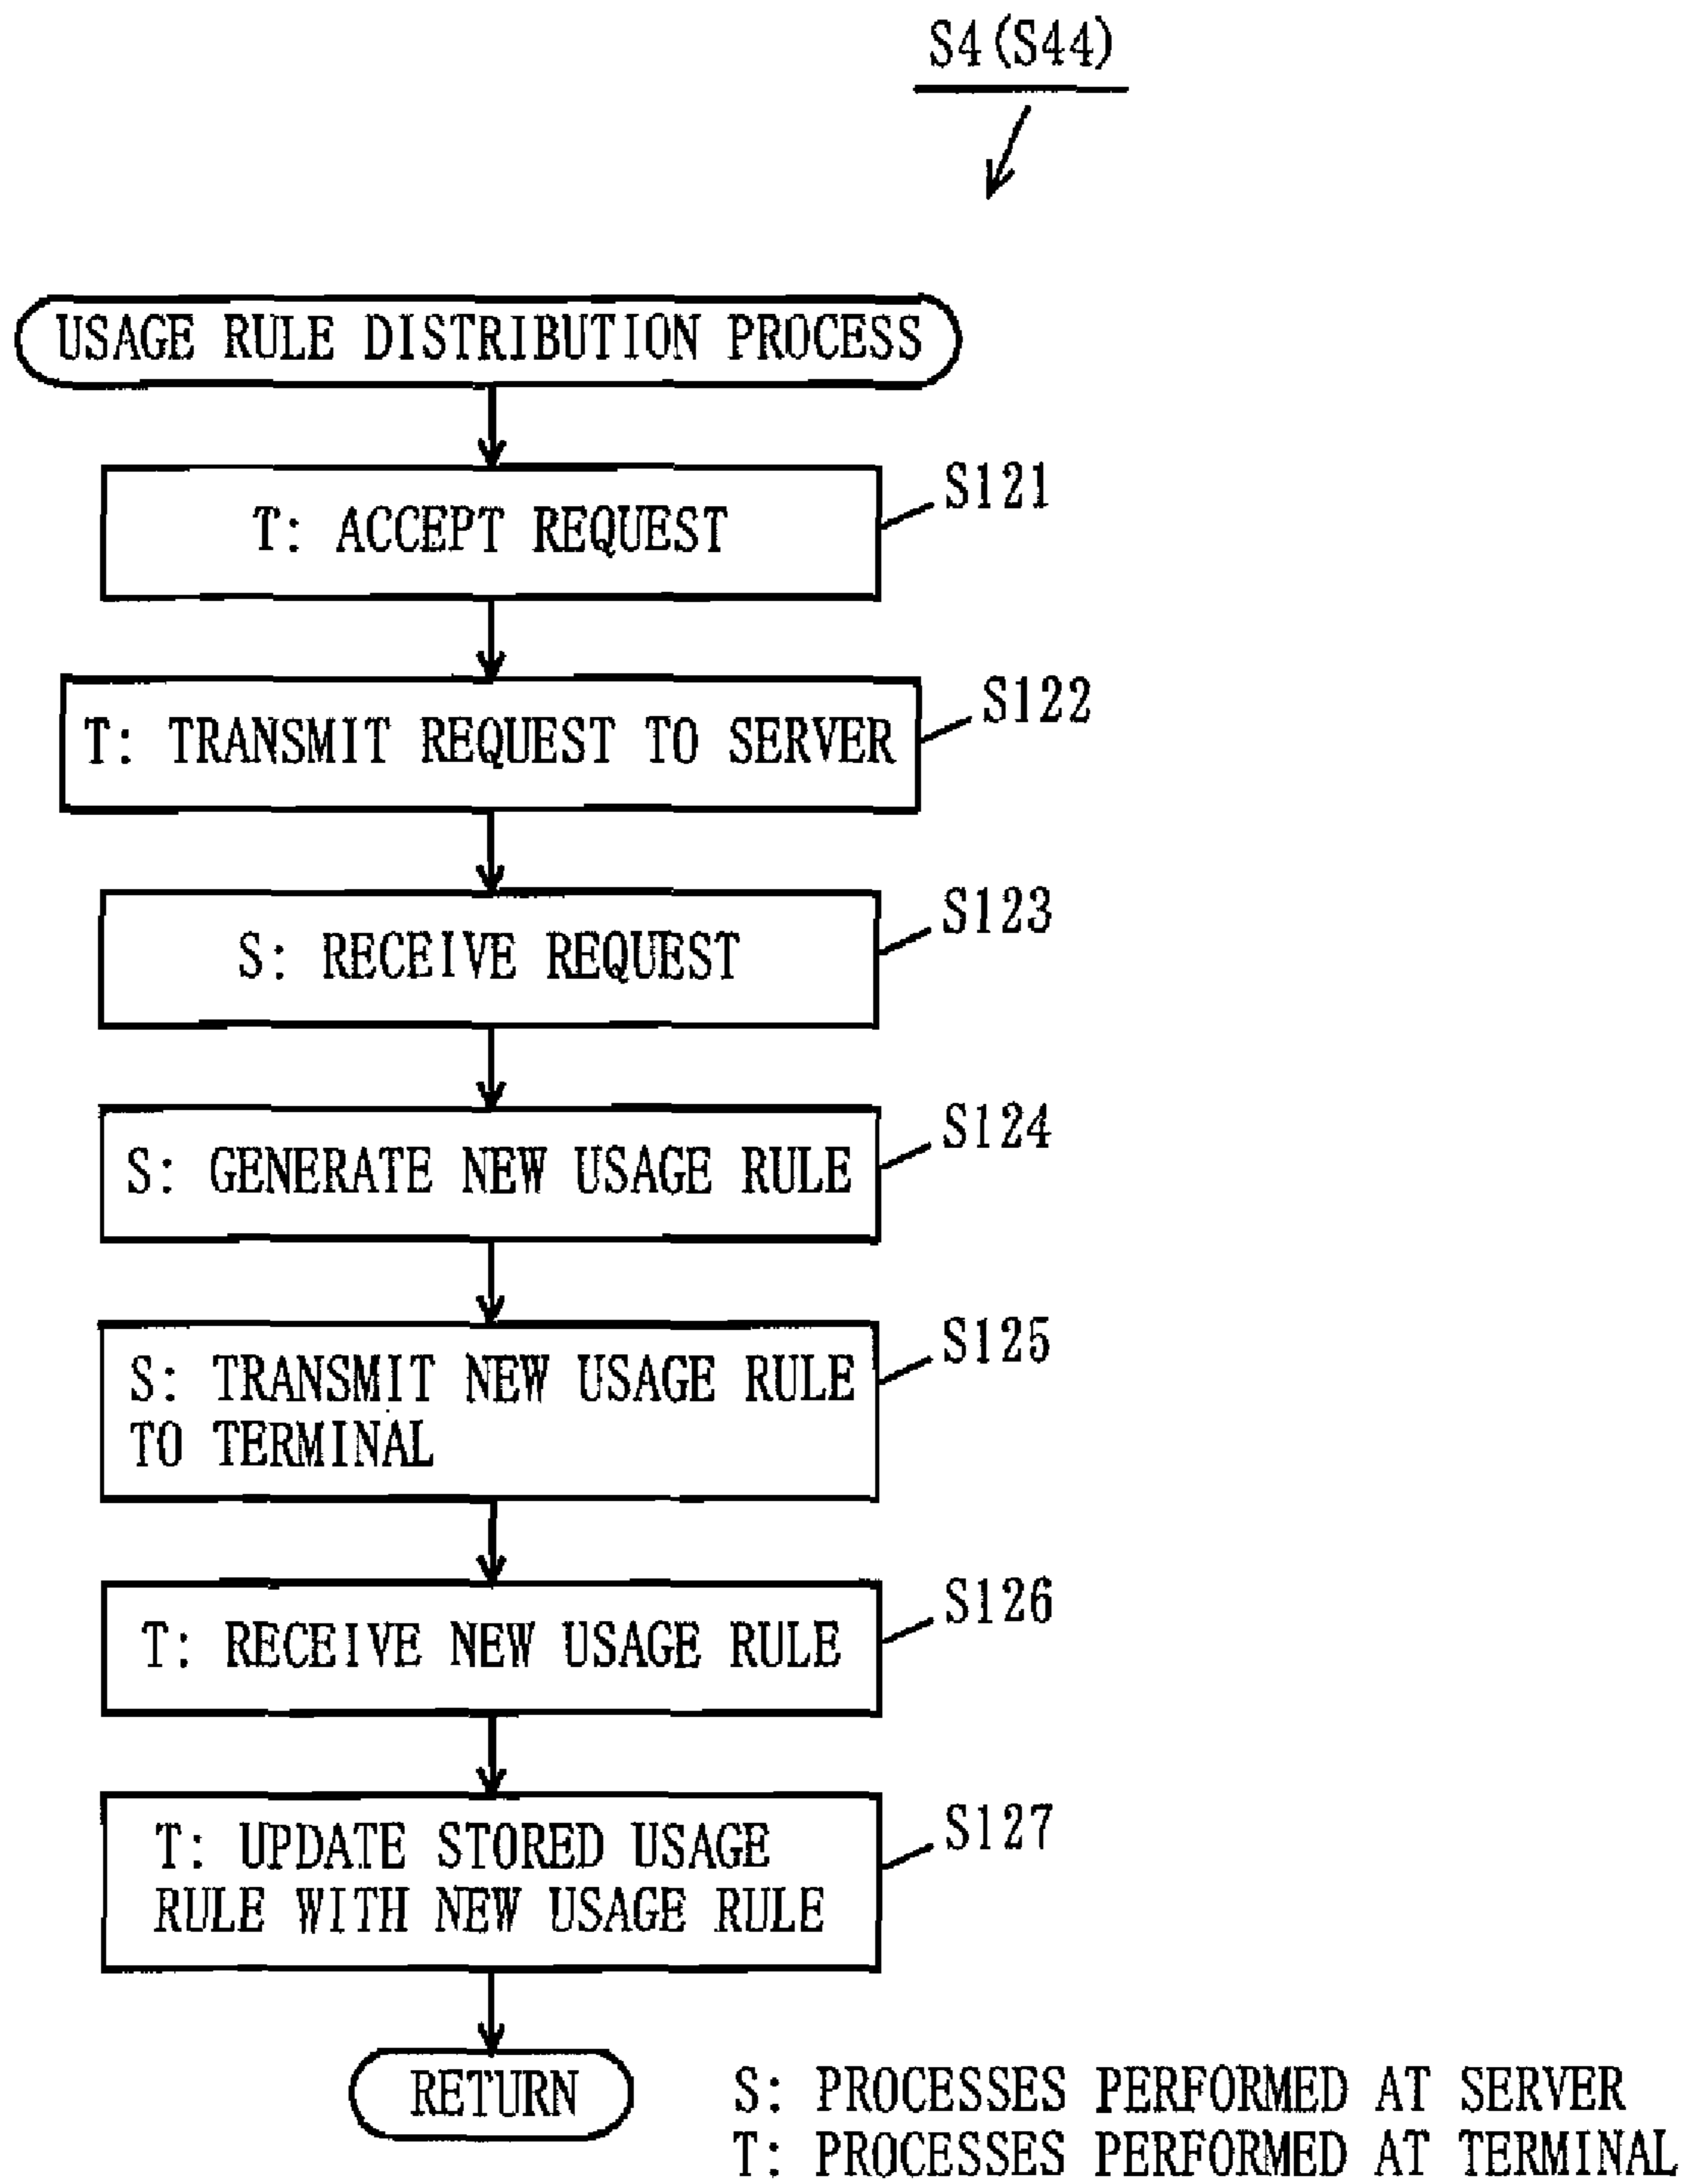 S4(S44)
USAGE RULE DISTRIBUTION PROCESS
S121
T: ACCEPT REQUEST
S122
T: TRANSMIT REQUEST TO SERVER
S123
S: RECEIVE REQUEST
S124
S: GENERATE NEW USAGE RULE
S125
S: TRANSMIT NEW USAGE RULE
TO TERMINAL
S126
T: RECEIVE NEW USAGE RULE
S127
T: UPDATE STORED USAGE
RULE WITH NEW USAGE RULE
RETURN
S: PROCESSES PERFORMED AT SERVER
T: PROCESSES PERFORMED AT TERMINAL